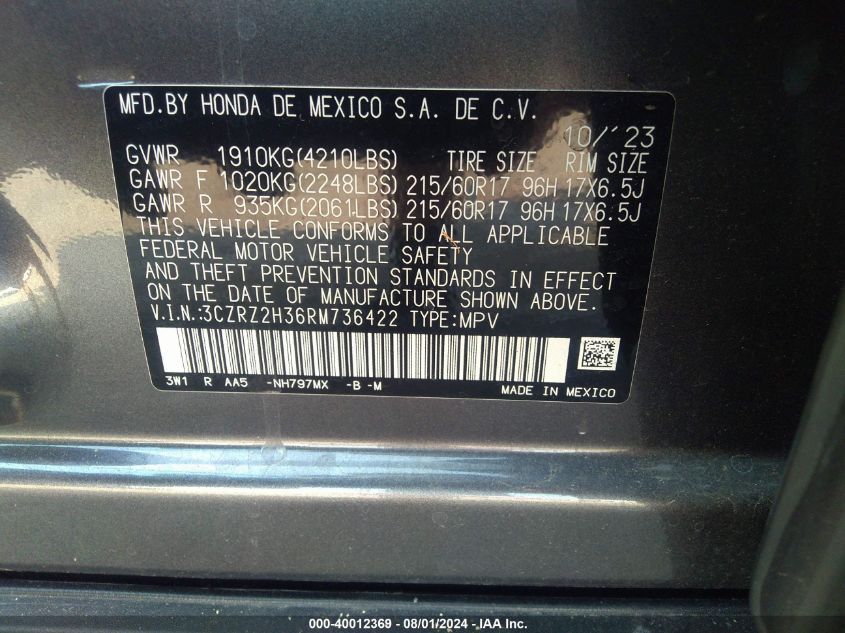 MFD.BY HONDA DE MEXICO S.A. DE C.V.
10/'23
GVWR 1910KG(4210LBS) TIRE SIZE RIM SIZE
GAWR F 1020KG(2248LBS) 215/60R17 96H 17X6.5J
GAWR R 935KG(2061LBS) 215/60R17 96H 17X6.5J
THIS VEHICLE CONFORMS TO ALL APPLICABLE
FEDERAL MOTOR VEHICLE SAFETY
AND THEFT PREVENTION STANDARDS IN EFFECT
ON THE DATE OF MANUFACTURE SHOWN ABOVE.
V.I.N.:3CZRZ2H36RM736422 TYPE:MPV
3W1 R AA5 -NH797MX -B -M
MADE IN MEXICO
000-40012369 - 08/01/2024 - IAA Inc.